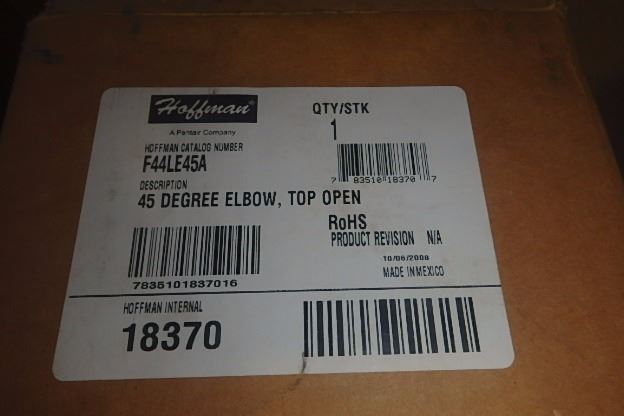 Hoffman®
A Pentair Company
QTY/STK
1
HOFFMAN CATALOG NUMBER
F44LE45A
7 83510 18370 7
DESCRIPTION
45 DEGREE ELBOW, TOP OPEN
RoHS
PRODUCT REVISION N/A
10/06/2008
MADE IN MEXICO
7835101837016
HOFFMAN INTERNAL
18370